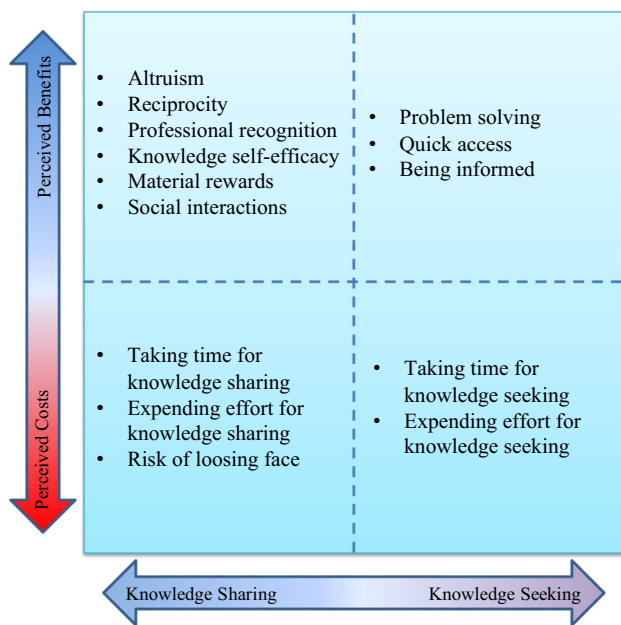 Perceived Benefits
• Altruism
• Reciprocity
• Professional recognition
• Knowledge self-efficacy
• Material rewards
• Social interactions
• Problem solving
• Quick access
• Being informed
Perceived Costs
• Taking time for
knowledge sharing
• Expending effort for
knowledge sharing
• Risk of loosing face
• Taking time for
knowledge seeking
• Expending effort for
knowledge seeking
Knowledge Sharing
Knowledge Seeking